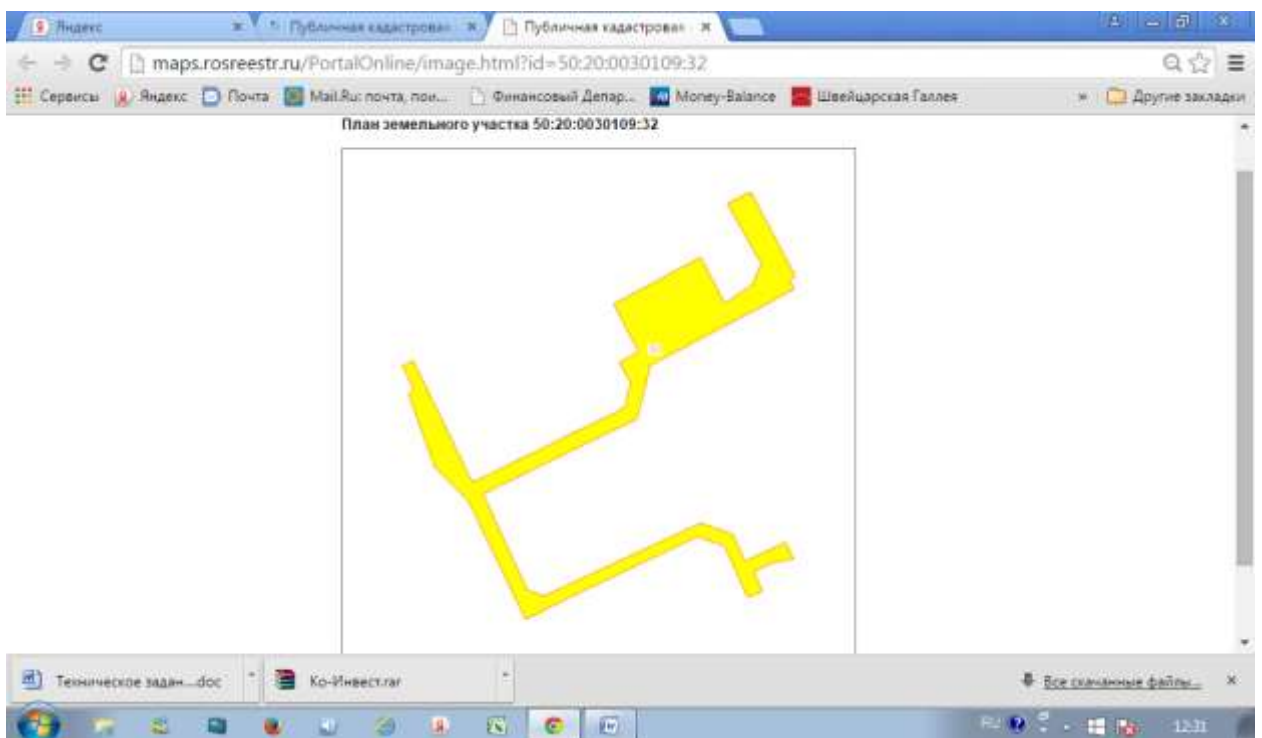 Яндекс
Публичная кадастровая
Публичная кадастровая
maps.rosreestr.ru/PortalOnline/image.html?id=50:20:0030109:32
Сервисы Яндекс Почта Mail.Ru: почта, пои... Финансовый Депар... Money-Balance Швейцарская Галлея » Другие закладки
План земельного участка 50:20:0030109:32
Техническое задан...doc
Ко-Инвест.rar
Все скачанные файлы...
RU 12:31